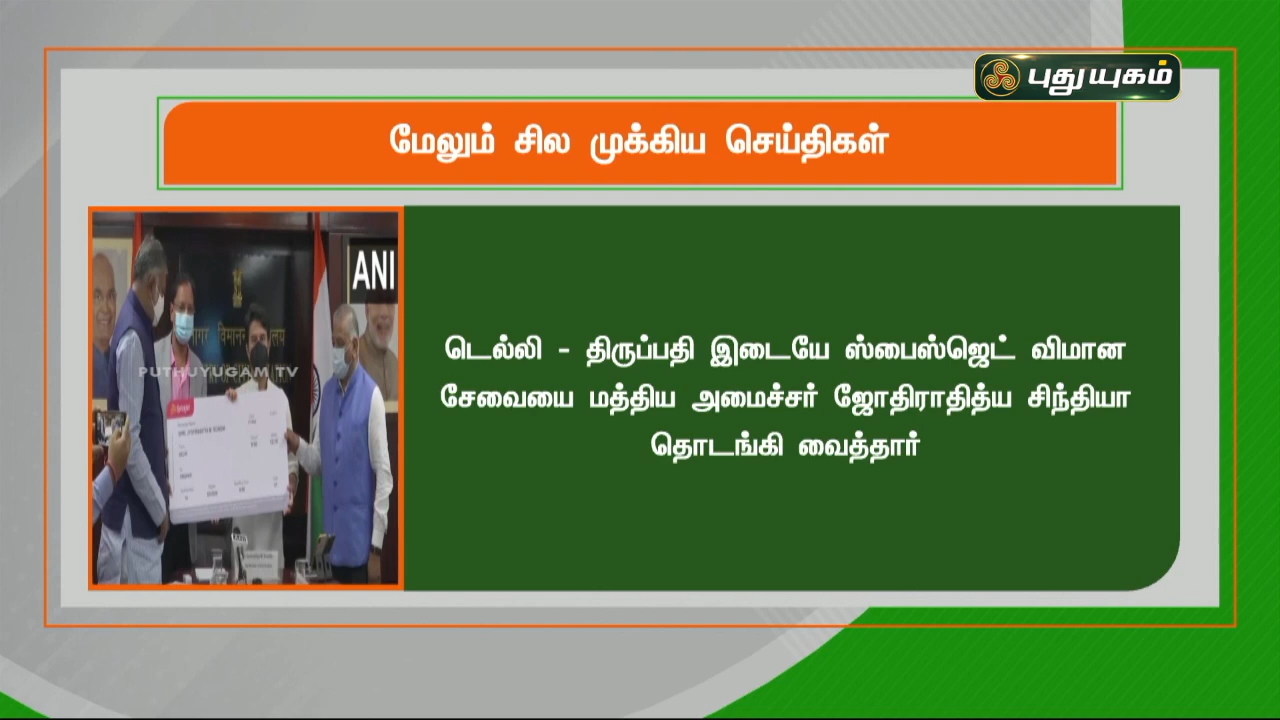 புதுயுகம்
மேலும் சில முக்கிய செய்திகள்
ANI
PUTHUYUGAM TV
டெல்லி - திருப்பதி இடையே ஸ்பைஸ்ஜெட் விமான
சேவையை மத்திய அமைச்சர் ஜோதிராதித்ய சிந்தியா
தொடங்கி வைத்தார்